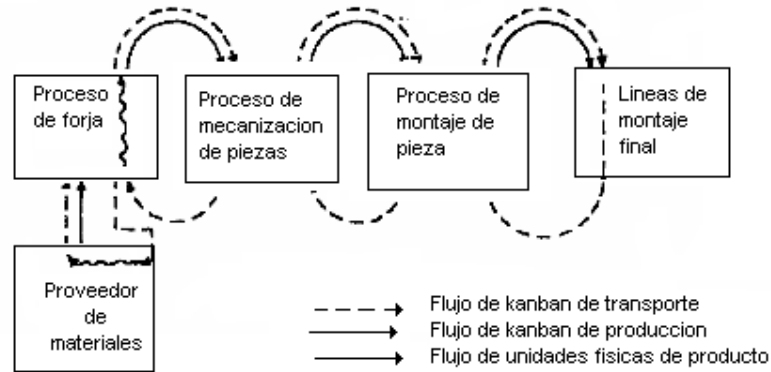 Proceso
de forja
Proceso de
mecanizacion
de piezas
Proceso de
montaje de
pieza
Lineas de
montaje
final
Proveedor
de
materiales
Flujo de kanban de transporte
Flujo de kanban de produccion
Flujo de unidades fisicas de producto